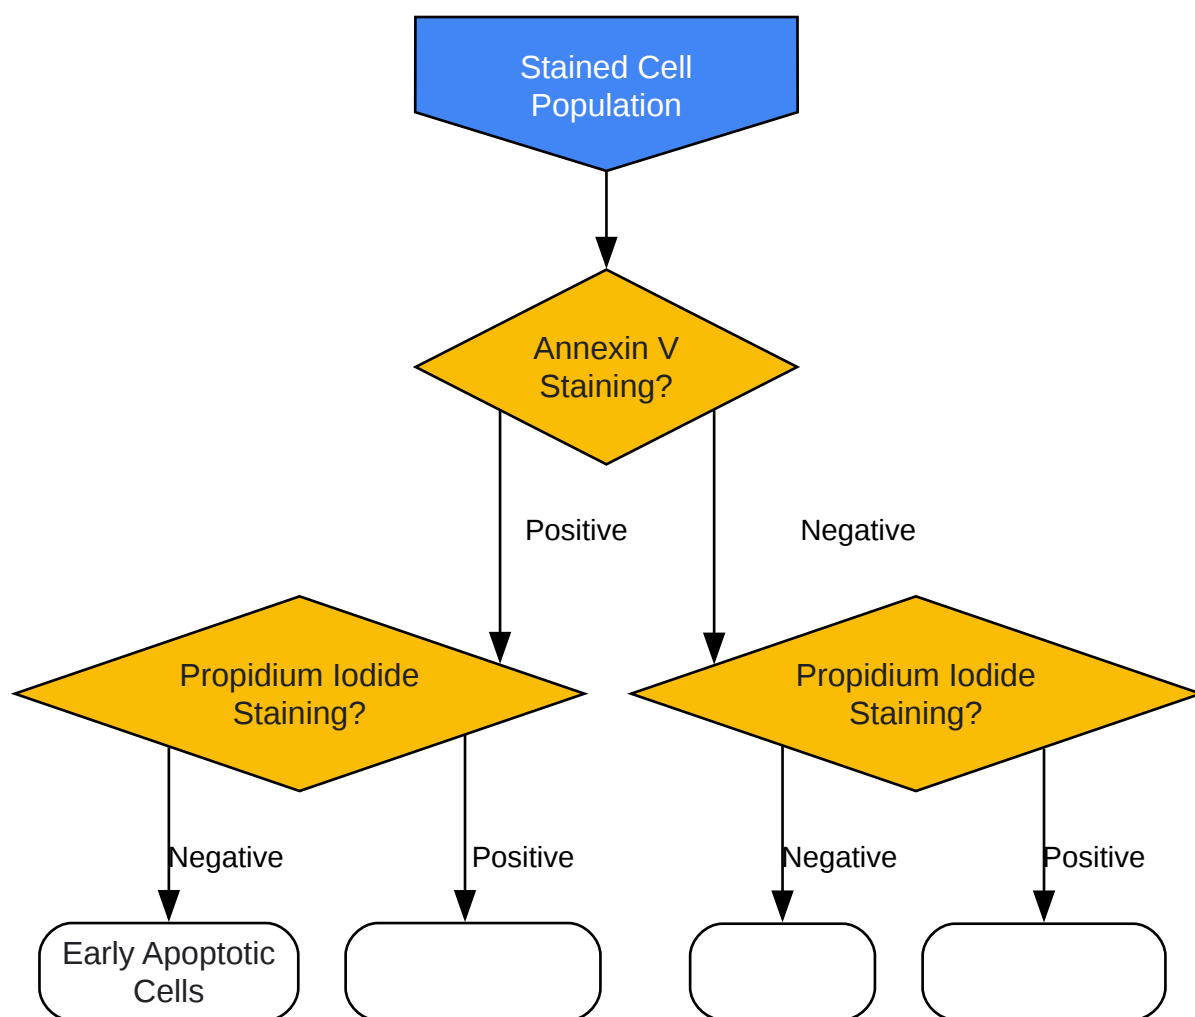 Stained Cell
Population
Annexin V
Staining?
Positive
Negative
Propidium Iodide
Staining?
Propidium Iodide
Staining?
Negative
Positive
Negative
Positive
Early Apoptotic
Cells